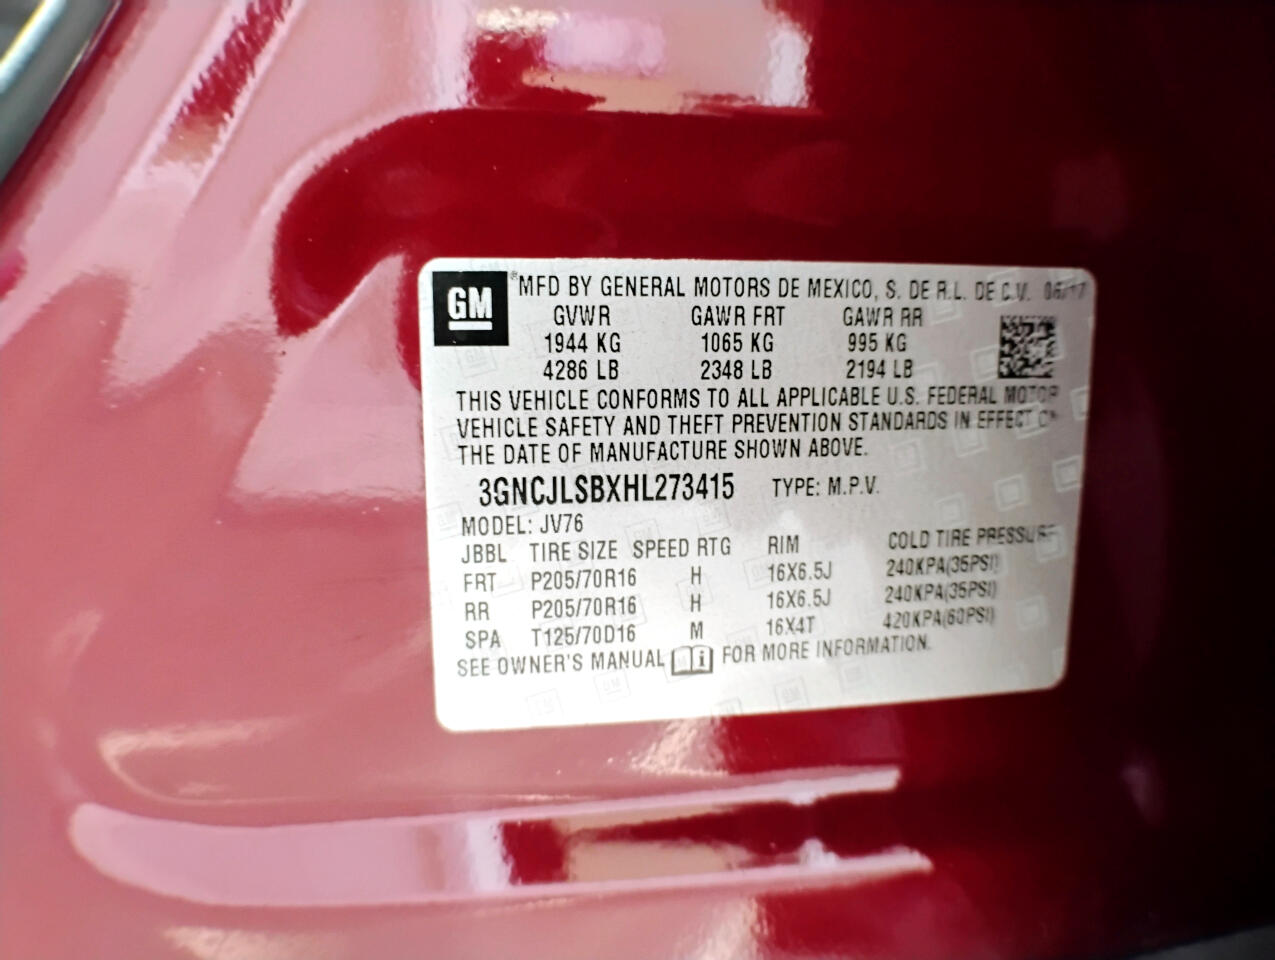 GM
® MFD BY GENERAL MOTORS DE MEXICO, S. DE R.L. DE C.V. 06/17
GVWR GAWR FRT GAWR RR
1944 KG 1065 KG 995 KG
4286 LB 2348 LB 2194 LB
THIS VEHICLE CONFORMS TO ALL APPLICABLE U.S. FEDERAL MOTOR
VEHICLE SAFETY AND THEFT PREVENTION STANDARDS IN EFFECT ON
THE DATE OF MANUFACTURE SHOWN ABOVE.
3GNCJLSBXHL273415 TYPE: M.P.V.
MODEL: JV76
JBBL TIRE SIZE SPEED RTG RIM COLD TIRE PRESSURE
FRT P205/70R16 H 16X6.5J 240KPA(35PSI)
RR P205/70R16 H 16X6.5J 240KPA(35PSI)
SPA T125/70D16 M 16X4T 420KPA(60PSI)
SEE OWNER'S MANUAL FOR MORE INFORMATION.